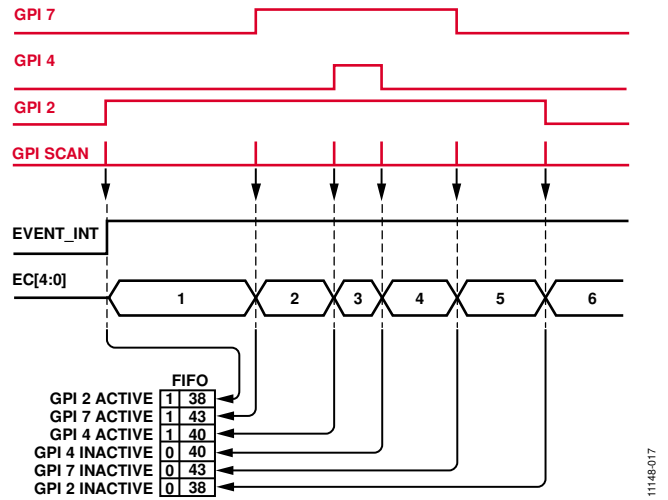 GPI 7
GPI 4
GPI 2
GPI SCAN
EVENT_INT
EC[4:0]
1 2 3 4 5 6
FIFO
GPI 2 ACTIVE 1 38
GPI 7 ACTIVE 1 43
GPI 4 ACTIVE 1 40
GPI 4 INACTIVE 0 40
GPI 7 INACTIVE 0 43
GPI 2 INACTIVE 0 38
11148-017